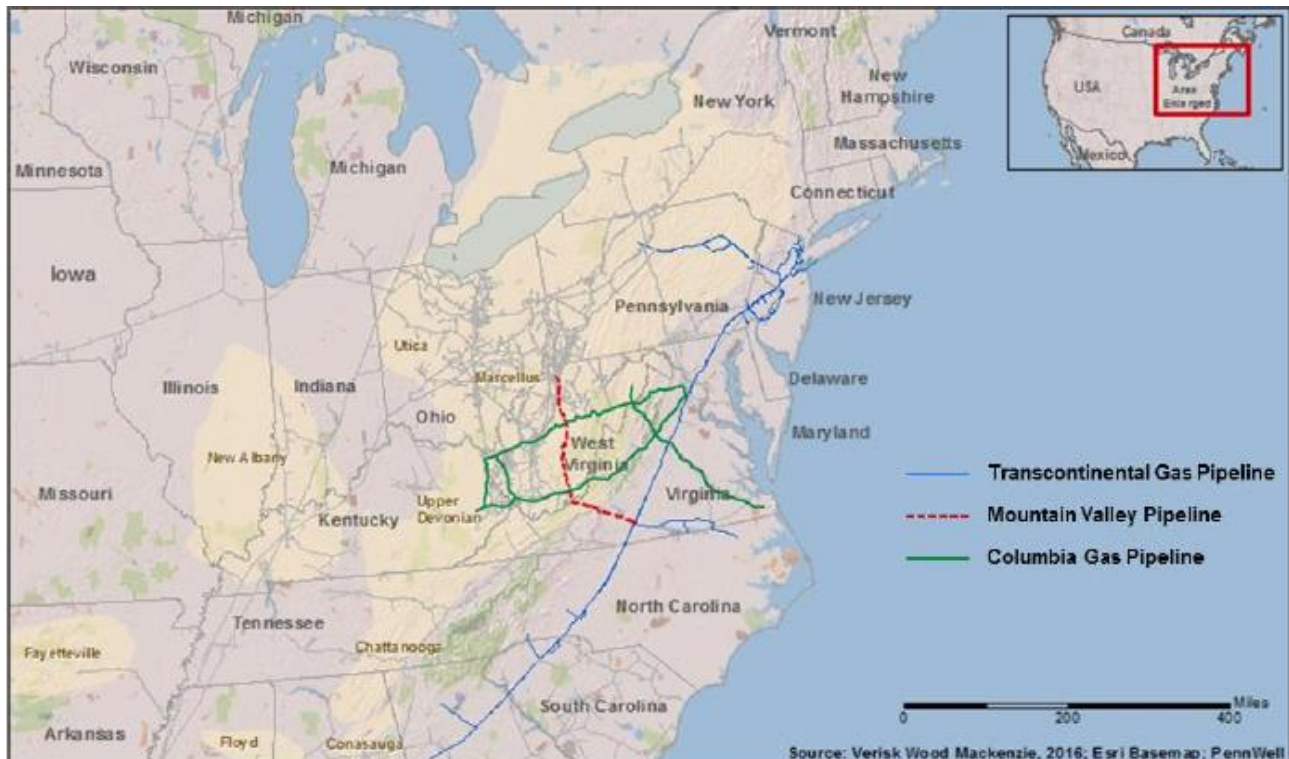 Michigan
Wisconsin
Minnesota
Michigan
Iowa
Vermont
New York
New
Hampshire
Massachusetts
Connecticut
Pennsylvania
New Jersey
Utica
Marcellus
Illinois
Indiana
Ohio
Delaware
Maryland
West
Virginia
New Albany
Missouri
Kentucky
Upper
Devonian
Virginia
Tennessee
North Carolina
Fayetteville
Chattanooga
South Carolina
Arkansas
Floyd
Conasauga
Canada
USA
Area
Enlarged
Mexico
Transcontinental Gas Pipeline
Mountain Valley Pipeline
Columbia Gas Pipeline
Miles
0 200 400
Source: Verisk Wood Mackenzie, 2016; Esri Basemap; PennWell